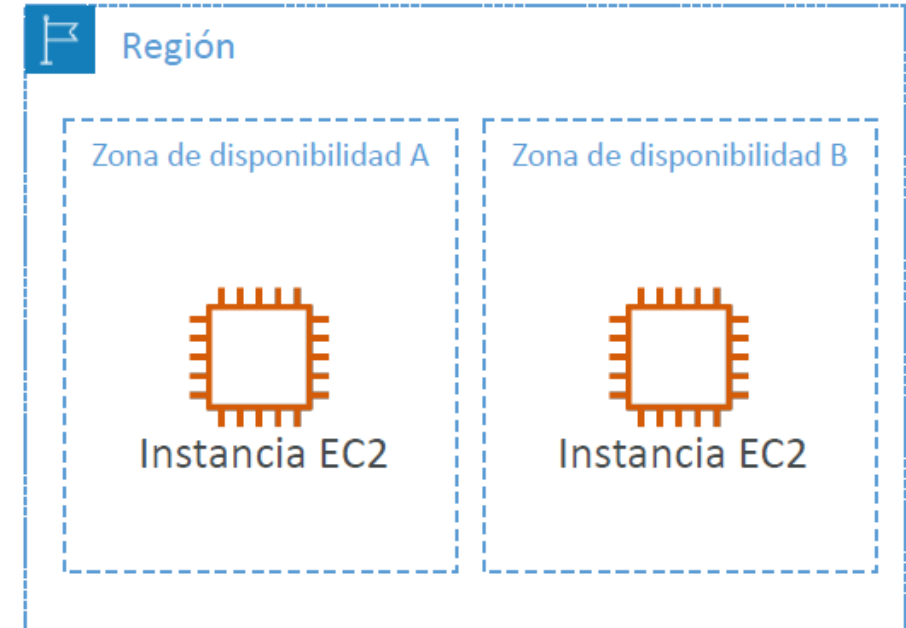 Región
Zona de disponibilidad A
Zona de disponibilidad B
Instancia EC2
Instancia EC2